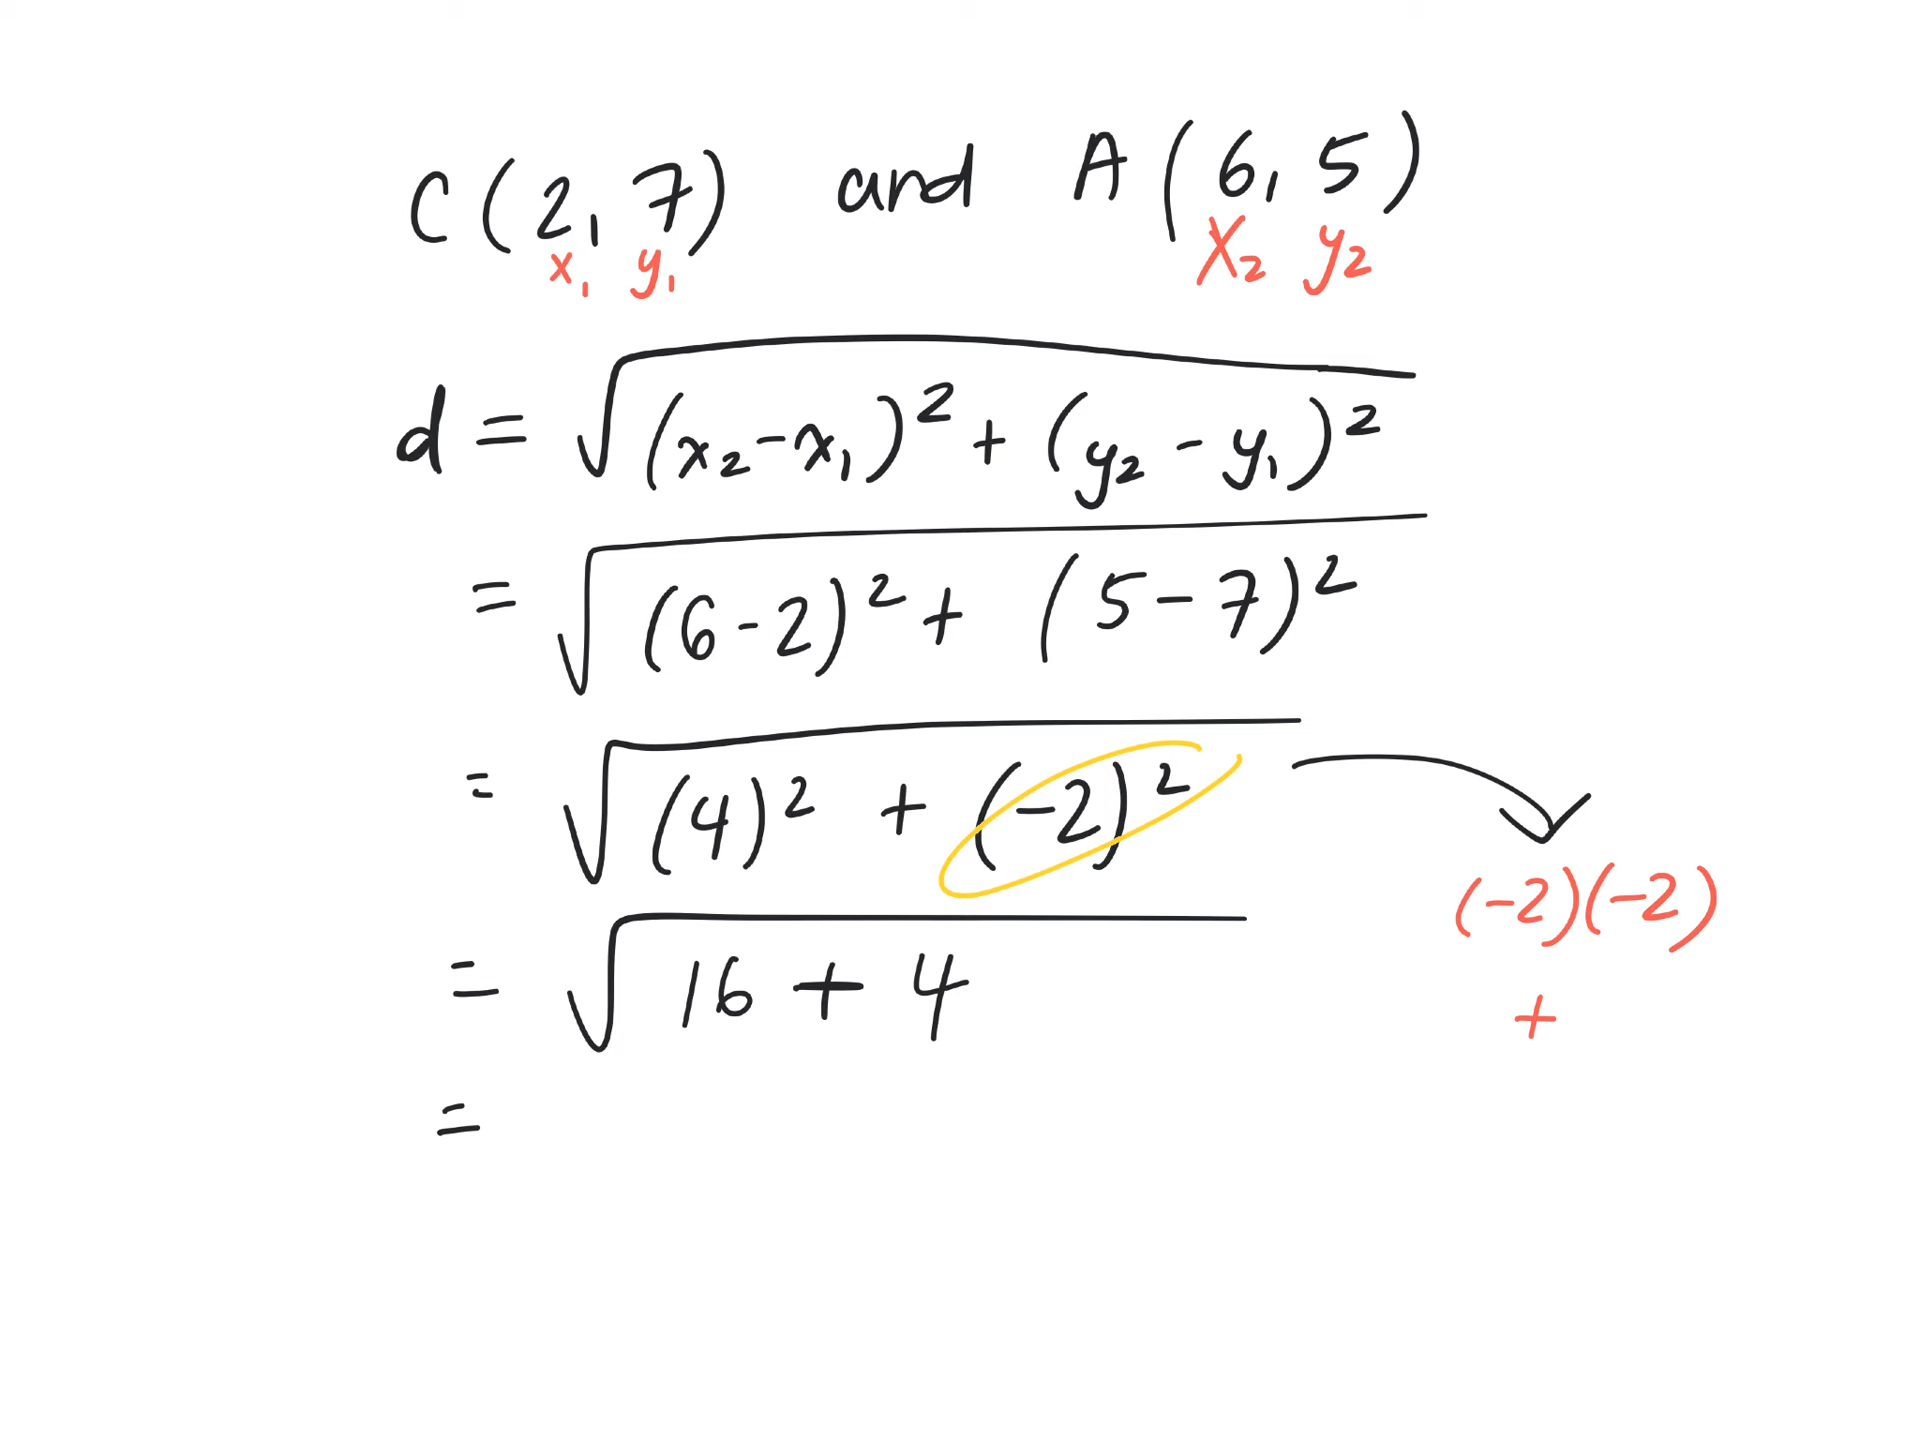 C(2,7) and A(6,5)
x₁ y₁ x₂ y₂
d = √(x₂-x₁)² + (y₂-y₁)²
= √(6-2)² + (5-7)²
= √(4)² + (-2)²
(-2)(-2)
= √16 + 4
+
=